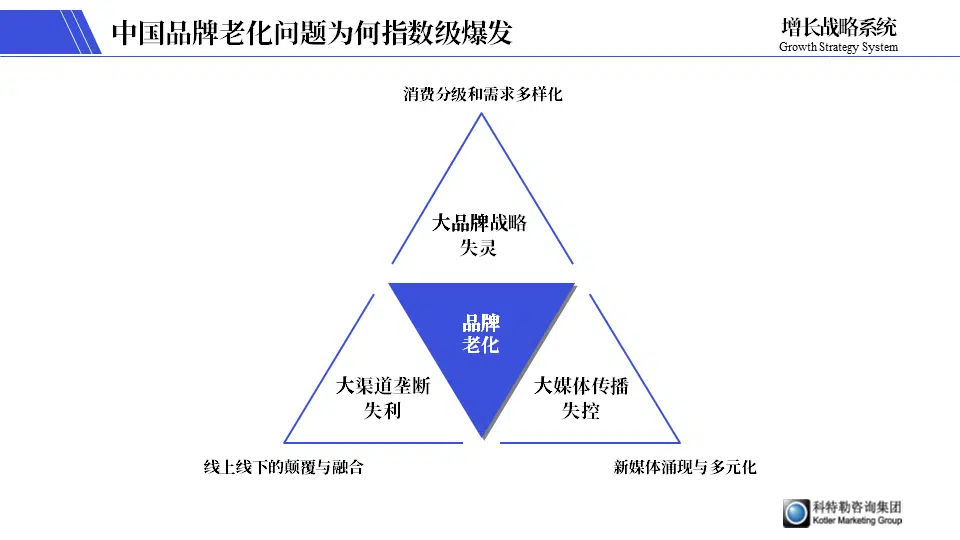 中国品牌老化问题为何指数级爆发
增长战略系统
Growth Strategy System
消费分级和需求多样化
大品牌战略
失灵
品牌
老化
大渠道垄断
失利
大媒体传播
失控
线上线下的颠覆与融合
新媒体涌现与多元化
科特勒咨询集团
Kotler Marketing Group